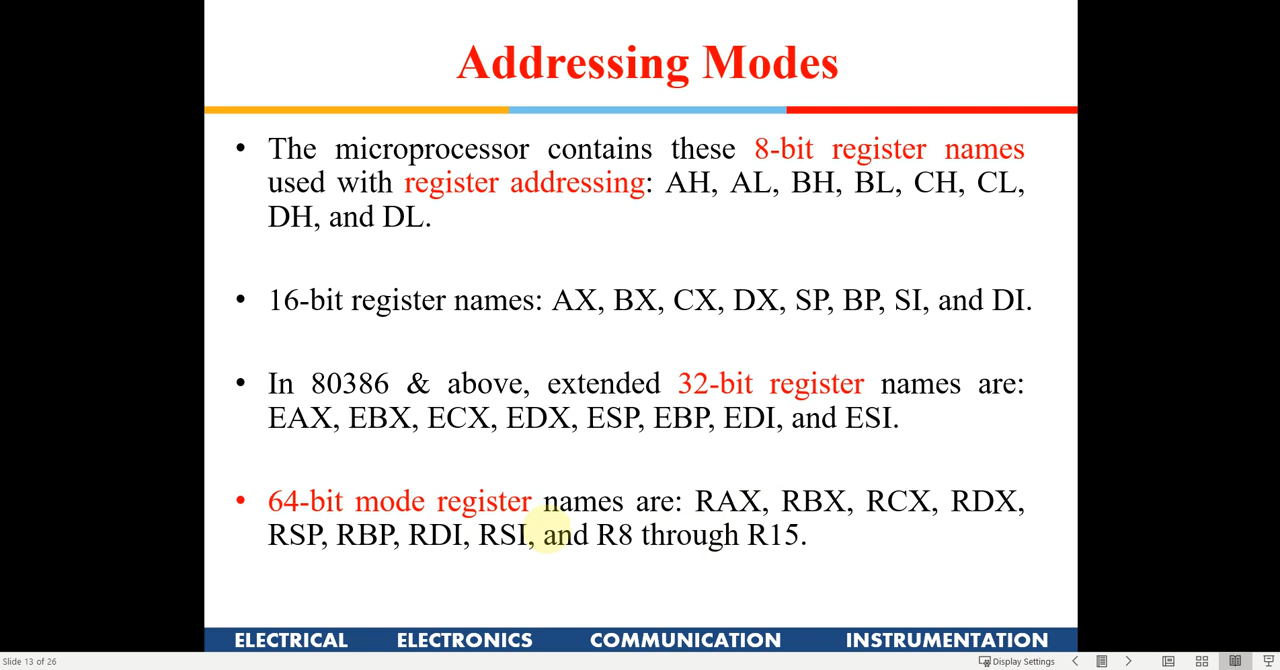 Addressing Modes
• The microprocessor contains these 8-bit register names
used with register addressing: AH, AL, BH, BL, CH, CL,
DH, and DL.
• 16-bit register names: AX, BX, CX, DX, SP, BP, SI, and DI.
• In 80386 & above, extended 32-bit register names are:
EAX, EBX, ECX, EDX, ESP, EBP, EDI, and ESI.
• 64-bit mode register names are: RAX, RBX, RCX, RDX,
RSP, RBP, RDI, RSI, and R8 through R15.
ELECTRICAL ELECTRONICS COMMUNICATION INSTRUMENTATION
Slide 13 of 26 Display Settings